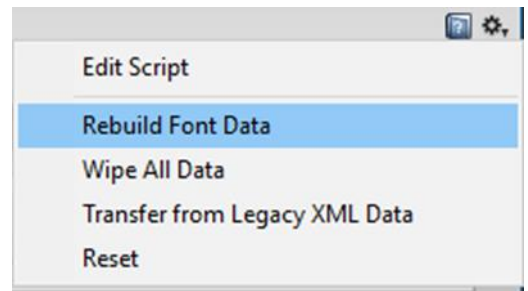 Edit Script
Rebuild Font Data
Wipe All Data
Transfer from Legacy XML Data
Reset